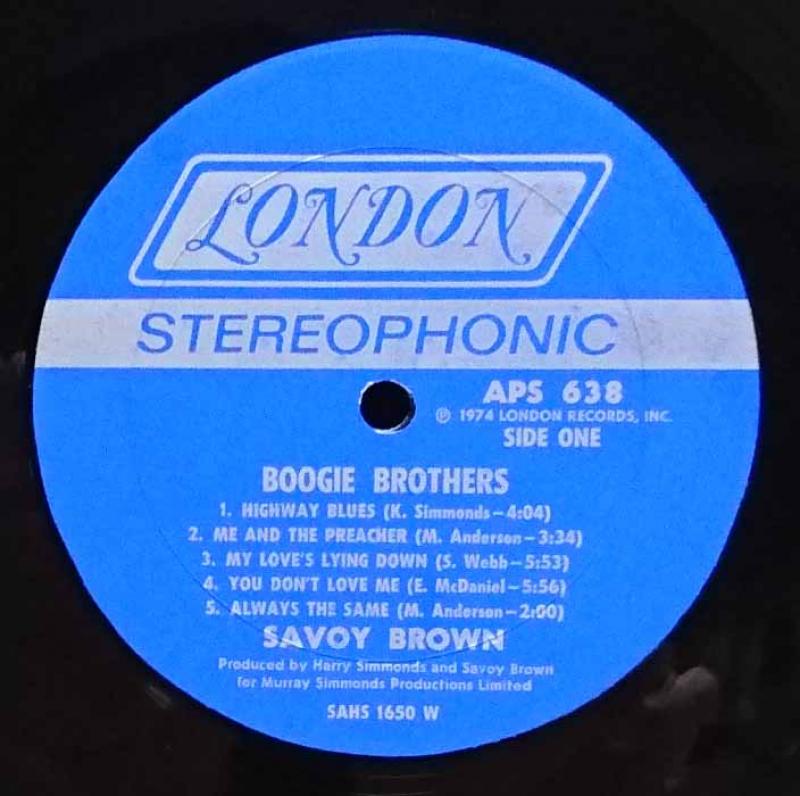 LONDON
STEREOPHONIC
APS 638
℗ 1974 LONDON RECORDS, INC.
SIDE ONE
BOOGIE BROTHERS
1. HIGHWAY BLUES (K. Simmonds—4:04)
2. ME AND THE PREACHER (M. Anderson—3:34)
3. MY LOVE'S LYING DOWN (S. Webb—5:53)
4. YOU DON'T LOVE ME (E. McDaniel—5:56)
5. ALWAYS THE SAME (M. Anderson—2:00)
SAVOY BROWN
Produced by Harry Simmonds and Savoy Brown
for Murray Simmonds Productions Limited
SAHS 1650 W